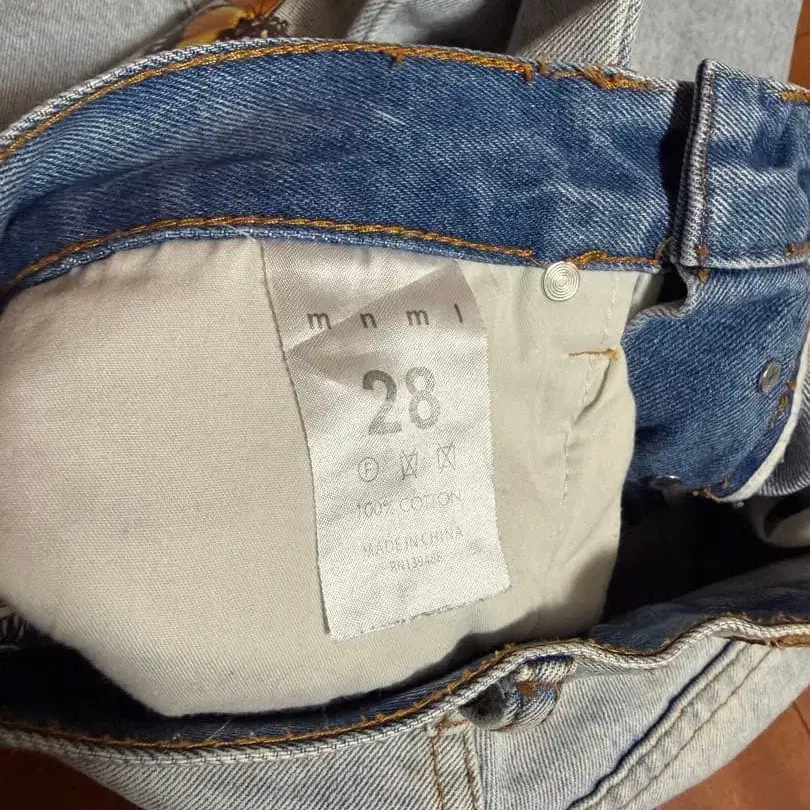 m n m l
28
F
100% COTTON
MADE IN CHINA